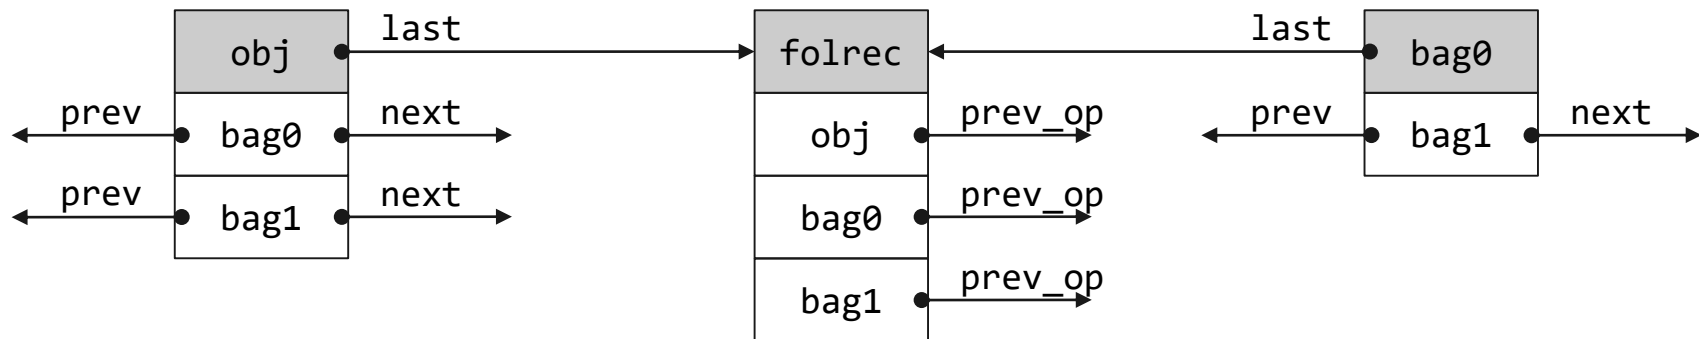 last last
obj folrec bag0
prev next prev_op prev next
bag0 obj bag1
prev next prev_op
bag1 bag0
prev_op
bag1